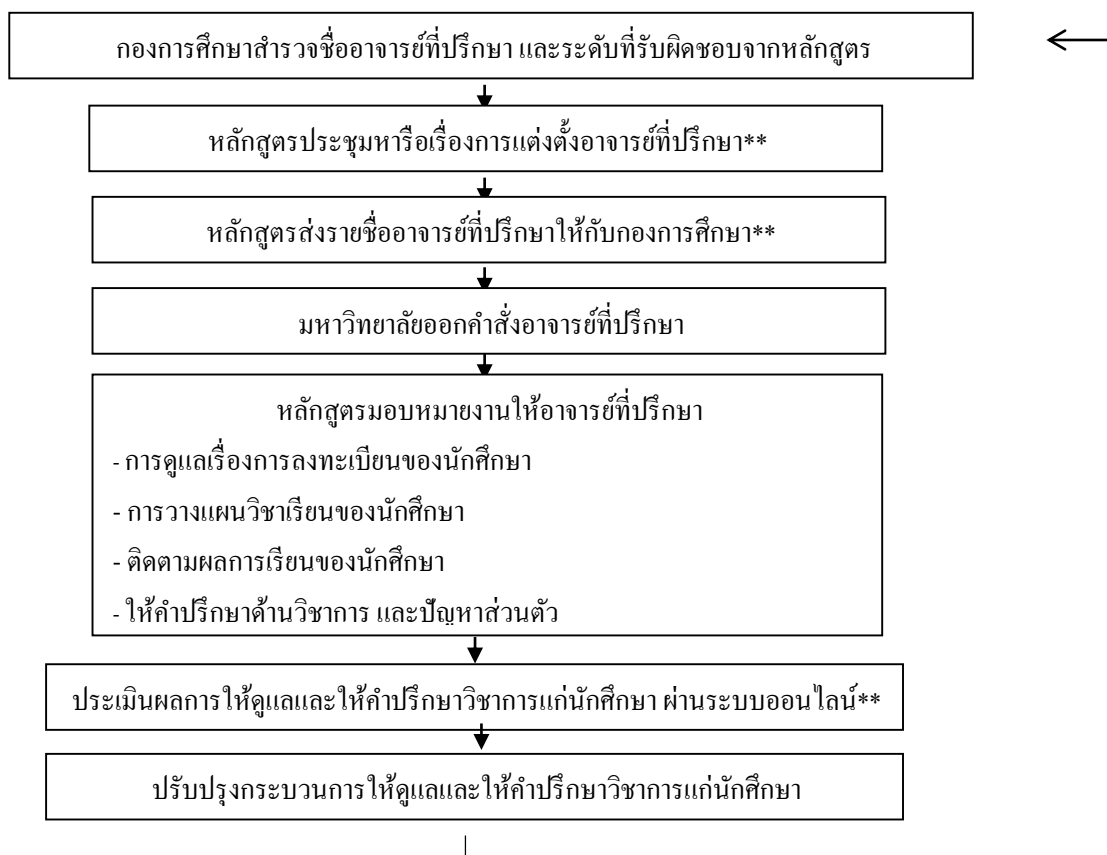 กองการศึกษาสำรวจชื่ออาจารย์ที่ปรึกษา และระดับที่รับผิดชอบจากหลักสูตร
หลักสูตรประชุมหารือเรื่องการแต่งตั้งอาจารย์ที่ปรึกษา**
หลักสูตรส่งรายชื่ออาจารย์ที่ปรึกษาให้กับกองการศึกษา**
มหาวิทยาลัยออกคำสั่งอาจารย์ที่ปรึกษา
หลักสูตรมอบหมายงานให้อาจารย์ที่ปรึกษา
- การดูแลเรื่องการลงทะเบียนของนักศึกษา
- การวางแผนวิชาเรียนของนักศึกษา
- ติดตามผลการเรียนของนักศึกษา
- ให้คำปรึกษาด้านวิชาการ และปัญหาส่วนตัว
ประเมินผลการให้ดูแลและให้คำปรึกษาวิชาการแก่นักศึกษา ผ่านระบบออนไลน์**
ปรับปรุงกระบวนการให้ดูแลและให้คำปรึกษาวิชาการแก่นักศึกษา